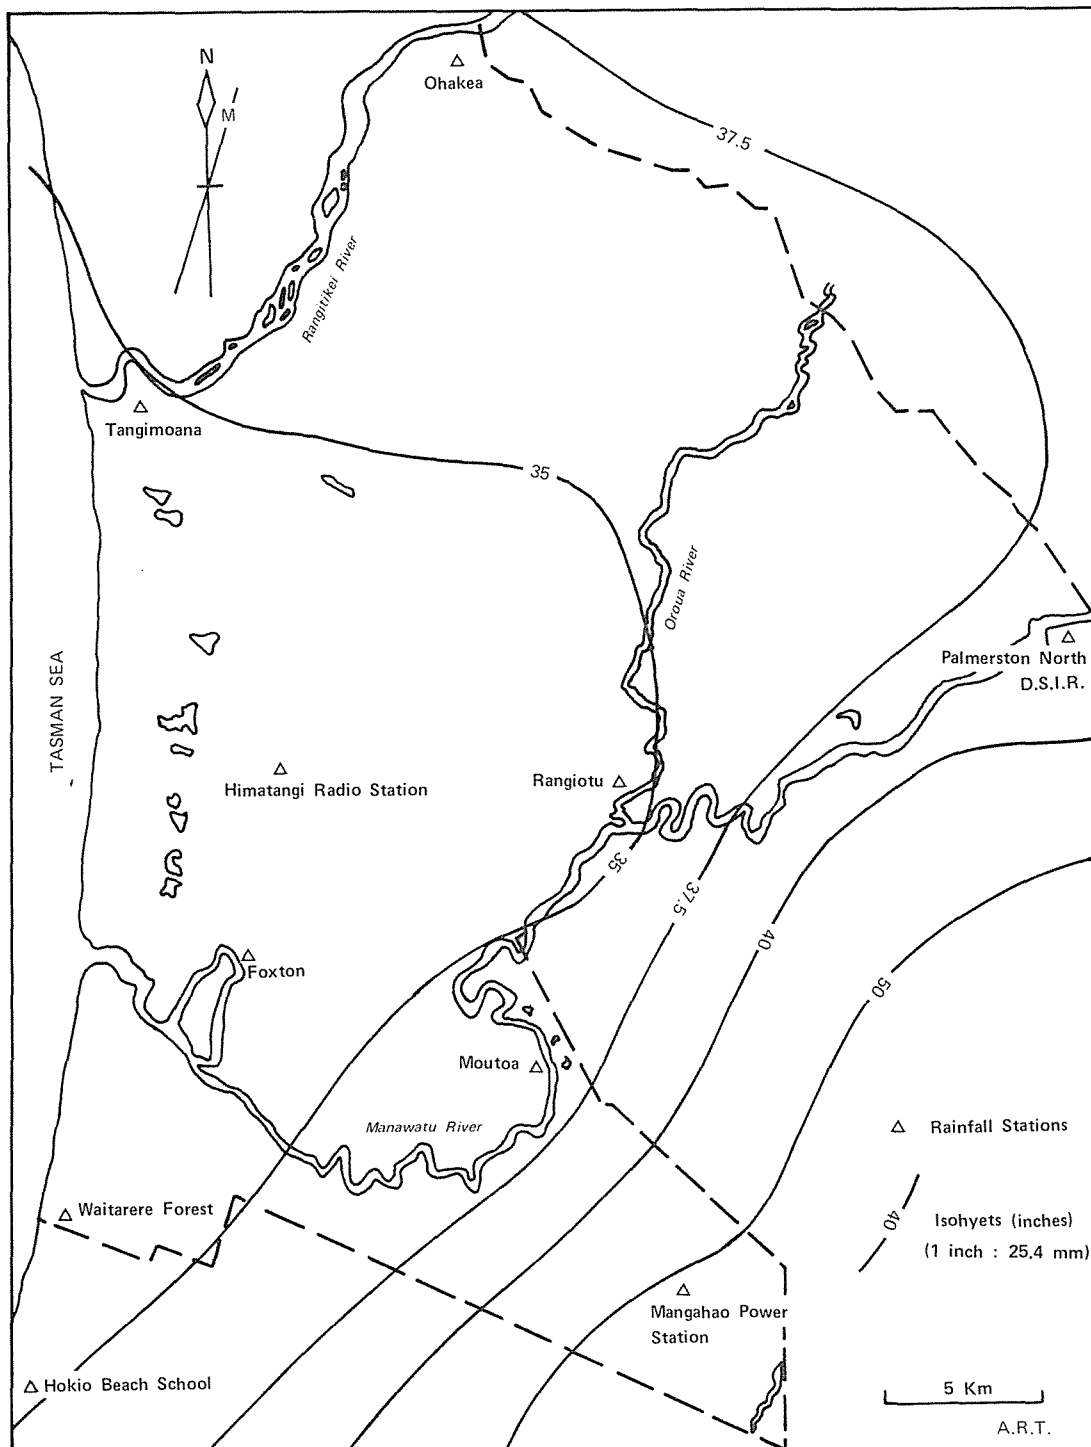 N
M
Ohakea
37.5
Rangitikei River
Tangimoana
35
Oroua River
TASMAN SEA
Palmerston North
D.S.I.R.
Himatangi Radio Station
Rangiotu
35
37.5
40
50
Foxton
Moutoa
Manawatu River
Rainfall Stations
40
Isohyets (inches)
(1 inch : 25.4 mm)
Waitarere Forest
Mangahao Power
Station
Hokio Beach School
5 Km
A.R.T.